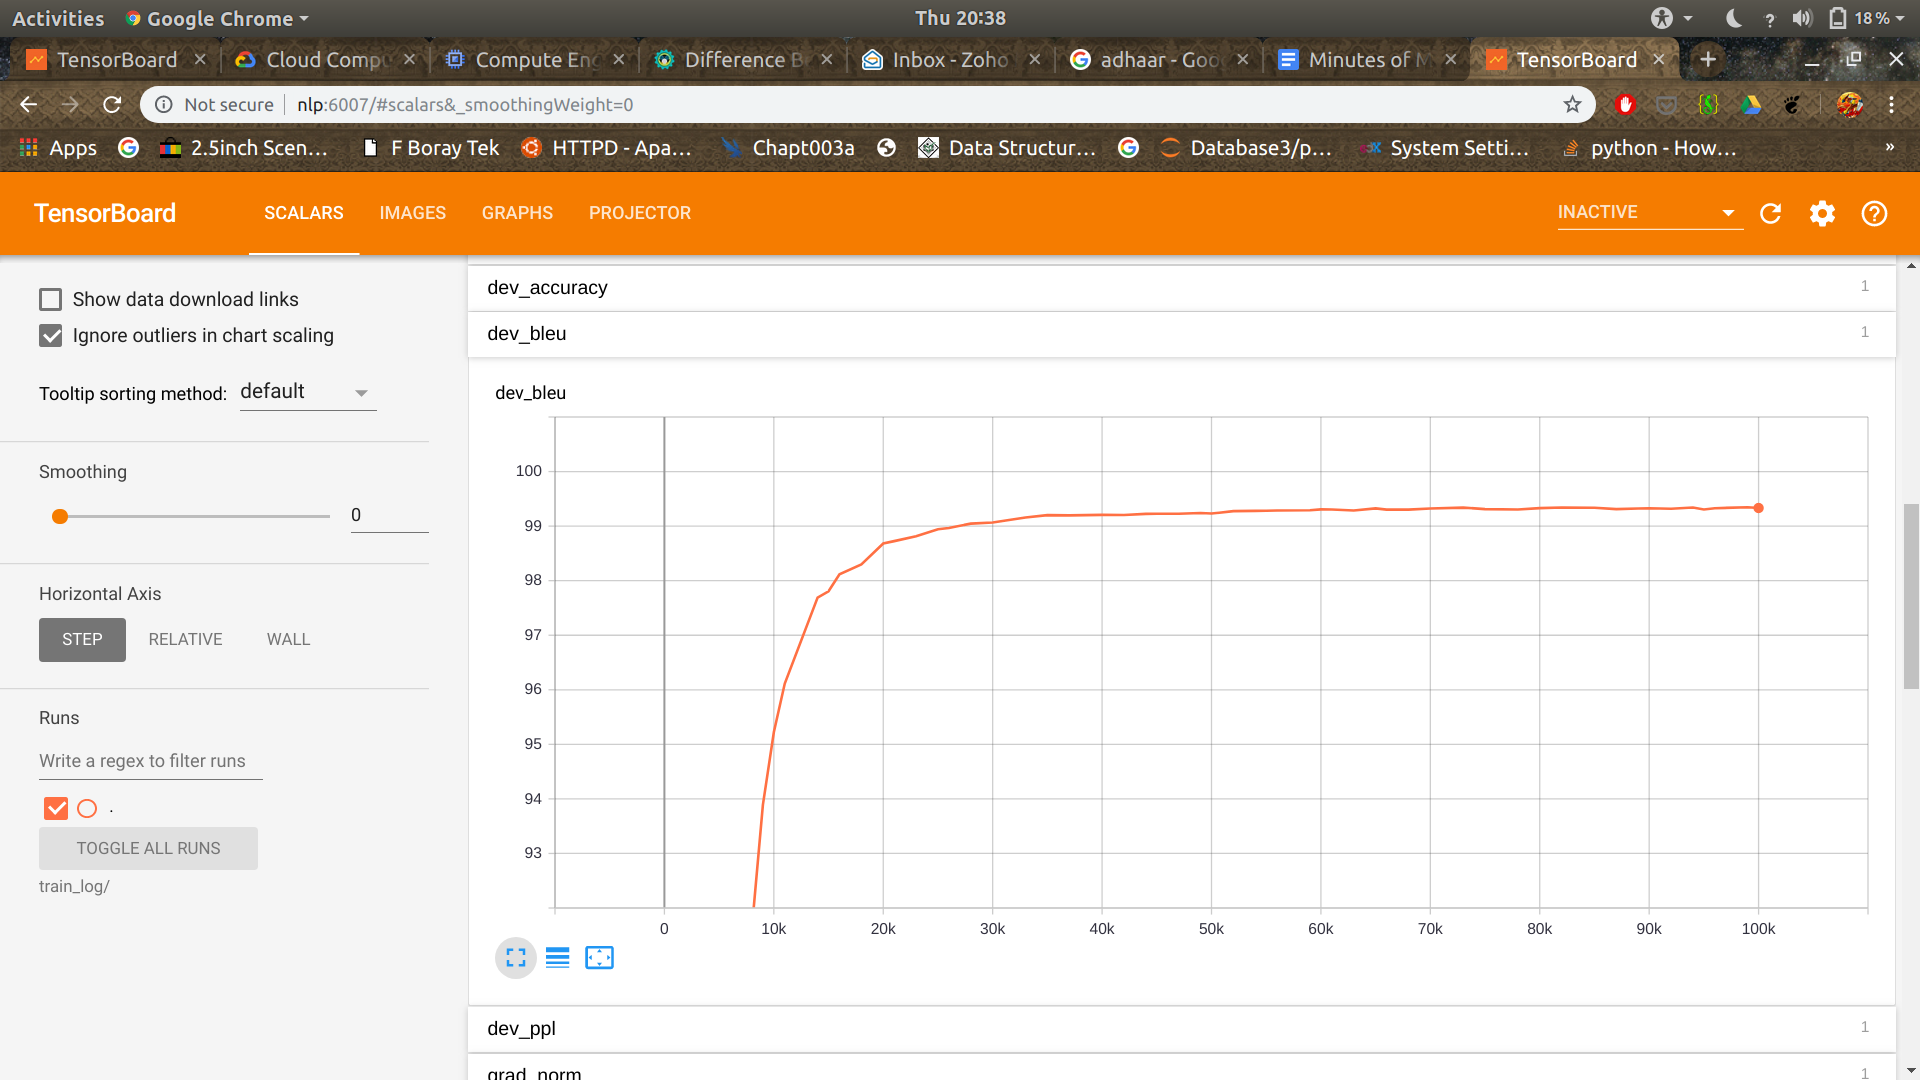 Activities Google Chrome Thu 20:38 18%
TensorBoard Cloud Comp Compute En Difference B Inbox - Zoho adhaar - Goo Minutes of M TensorBoard
Not secure nlp:6007/#scalars&_smoothingWeight=0
Apps 2.5inch Scen... F Boray Tek HTTPD - Apa... Chapt003a Data Structur... Database3/p... System Setti... python - How... »
TensorBoard SCALARS IMAGES GRAPHS PROJECTOR INACTIVE
Show data download links
Ignore outliers in chart scaling
Tooltip sorting method: default
Smoothing
0
Horizontal Axis
STEP RELATIVE WALL
Runs
Write a regex to filter runs
.
TOGGLE ALL RUNS
train_log/
dev_accuracy 1
dev_bleu 1
dev_bleu
100
99
98
97
96
95
94
93
0 10k 20k 30k 40k 50k 60k 70k 80k 90k 100k
dev_ppl 1
grad_norm 1